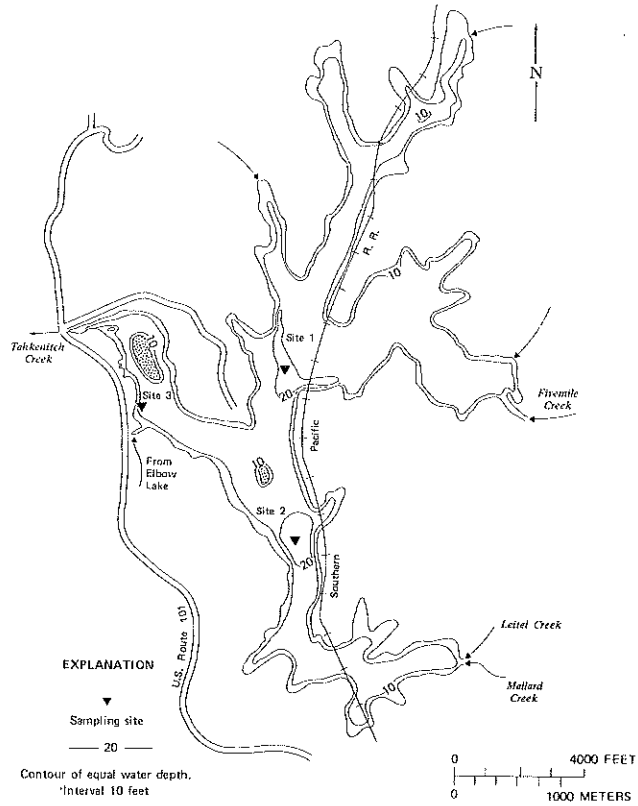 N
10
R. R.
10
Site 1
Tahkenitch
Creek
10
20
Site 3
Fivemile
Creek
Pacific
From
Elbow
Lake
10
Site 2
20
Southern
U.S. Route 101
Leitel Creek
EXPLANATION
10
Mallard
Creek
Sampling site
20
0 4000 FEET
Contour of equal water depth.
Interval 10 feet
0 1000 METERS